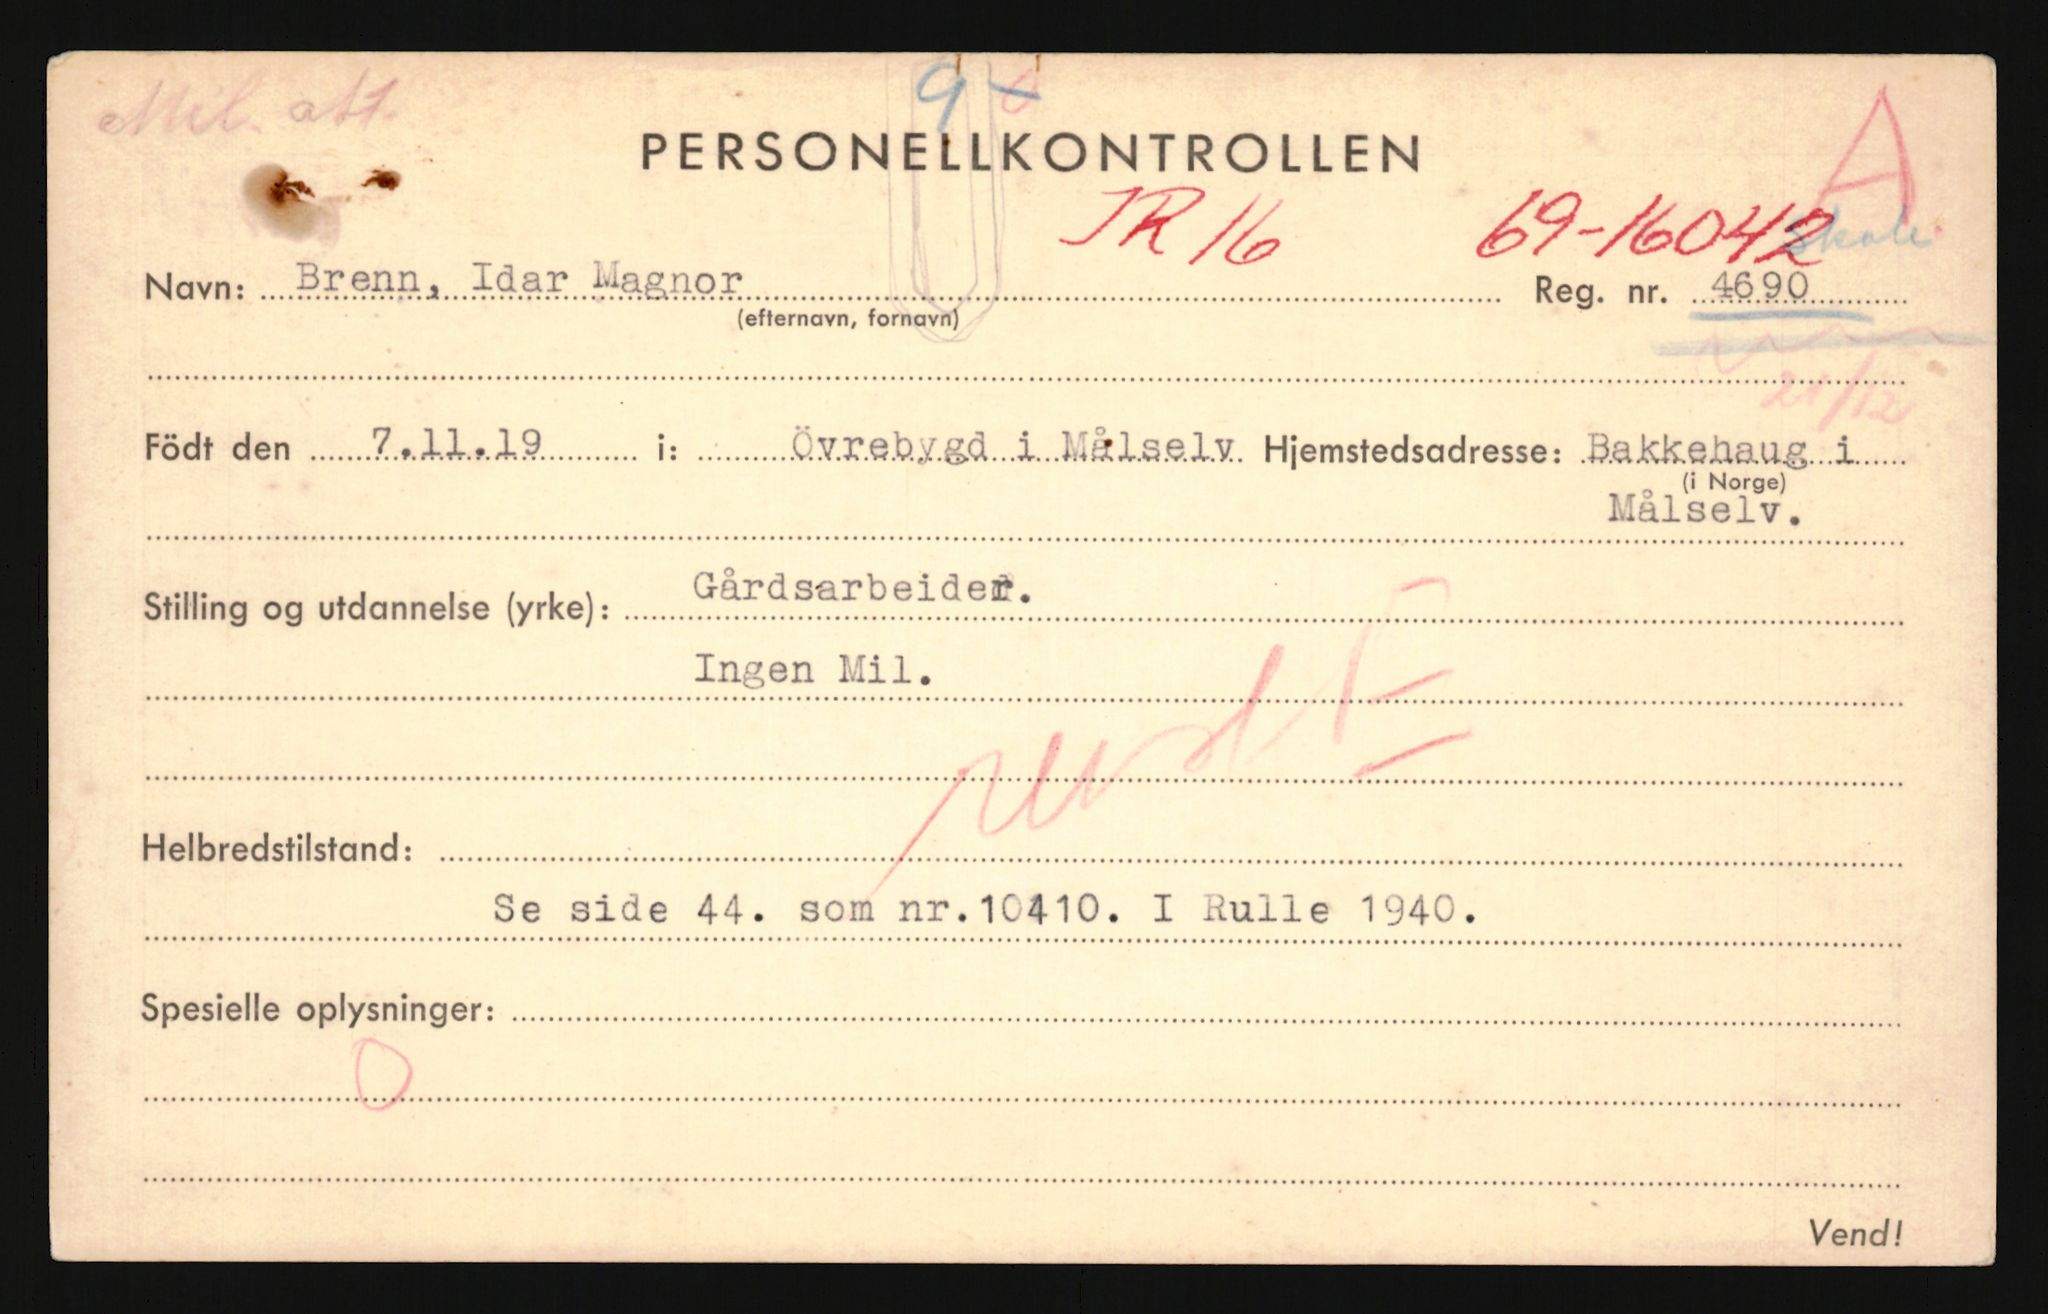 Mil. att.
9
PERSONELLKONTROLLEN
A
JR 16
69-16042
Skole
Navn: Brenn, Idar Magnor Reg. nr. 4690
(efternavn, fornavn)
21/12
Födt den 7.11.19 i: Övrebygd i Målselv Hjemstedsadresse: Bakkehaug i
(i Norge)
Målselv.
Stilling og utdannelse (yrke): Gårdsarbeider.
Ingen Mil.
Helbredstilstand:
Se side 44. som nr.10410. I Rulle 1940.
Spesielle oplysninger:
O
Vend!